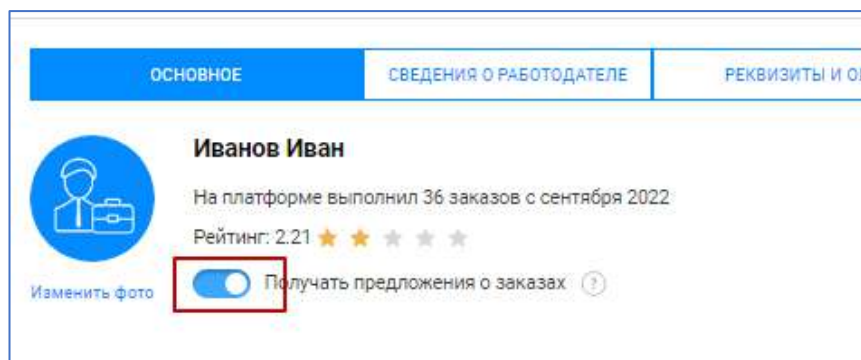 ОСНОВНОЕ
СВЕДЕНИЯ О РАБОТОДАТЕЛЕ
РЕКВИЗИТЫ И
Иванов Иван
На платформе выполнил 36 заказов с сентября 2022
Рейтинг: 2.21
Получать предложения о заказах ?
Изменить фото